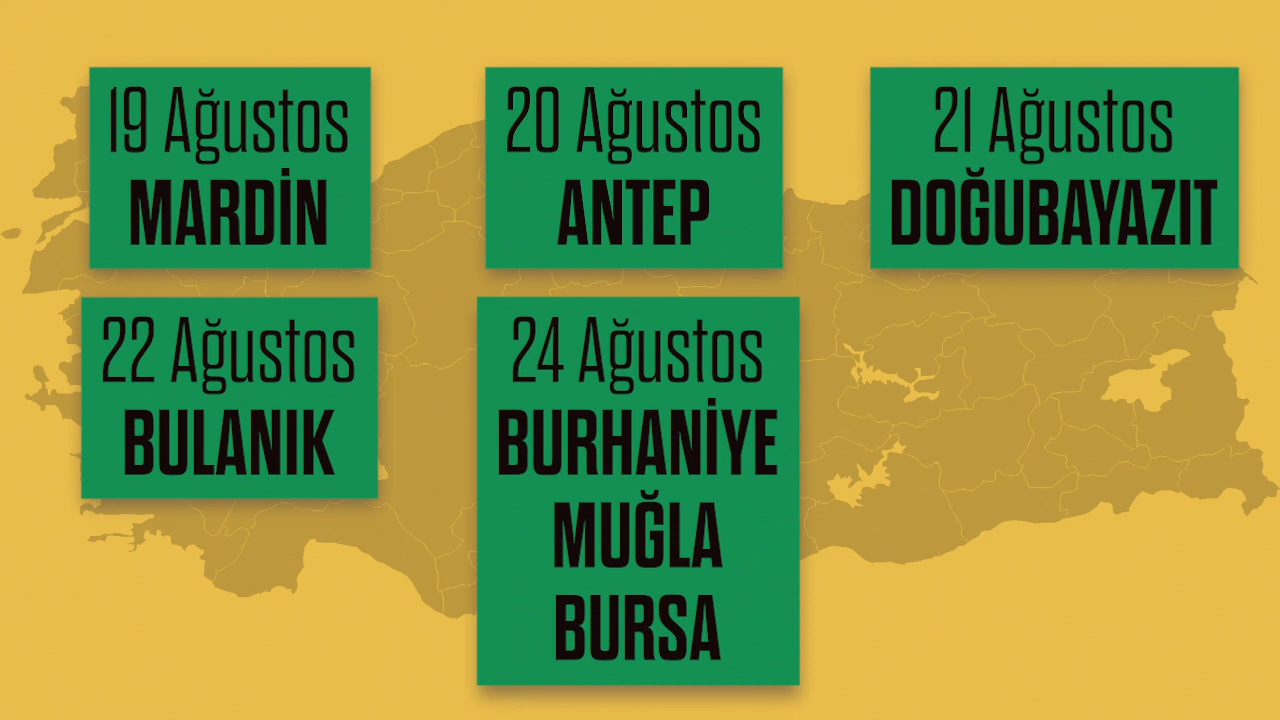 19 Ağustos
MARDİN
20 Ağustos
ANTEP
21 Ağustos
DOĞUBAYAZIT
22 Ağustos
BULANIK
24 Ağustos
BURHANİYE
MUĞLA
BURSA